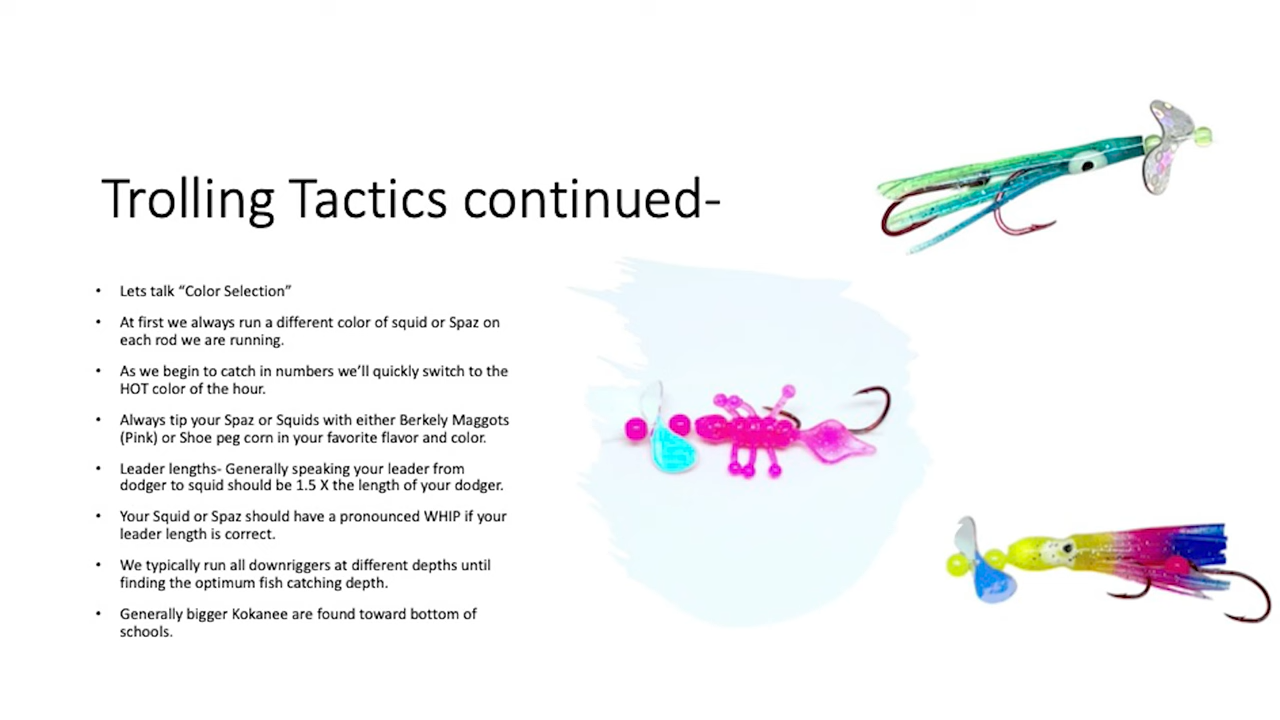 Trolling Tactics continued-
• Lets talk “Color Selection”
• At first we always run a different color of squid or Spaz on
each rod we are running.
• As we begin to catch in numbers we’ll quickly switch to the
HOT color of the hour.
• Always tip your Spaz or Squids with either Berkely Maggots
(Pink) or Shoe peg corn in your favorite flavor and color.
• Leader lengths- Generally speaking your leader from
dodger to squid should be 1.5 X the length of your dodger.
• Your Squid or Spaz should have a pronounced WHIP if your
leader length is correct.
• We typically run all downriggers at different depths until
finding the optimum fish catching depth.
• Generally bigger Kokanee are found toward bottom of
schools.